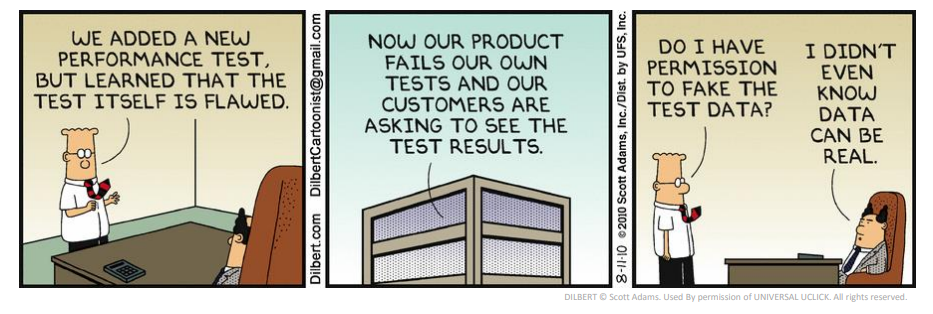 WE ADDED A NEW
PERFORMANCE TEST,
BUT LEARNED THAT THE
TEST ITSELF IS FLAWED.
Dilbert.com DilbertCartoonist@gmail.com
NOW OUR PRODUCT
FAILS OUR OWN
TESTS AND OUR
CUSTOMERS ARE
ASKING TO SEE THE
TEST RESULTS.
8-11-10 ©2010 Scott Adams, Inc./Dist. by UFS, Inc.
DO I HAVE
PERMISSION
TO FAKE THE
TEST DATA?
I DIDN'T
EVEN
KNOW
DATA
CAN BE
REAL.
DILBERT © Scott Adams. Used By permission of UNIVERSAL UCLICK. All rights reserved.